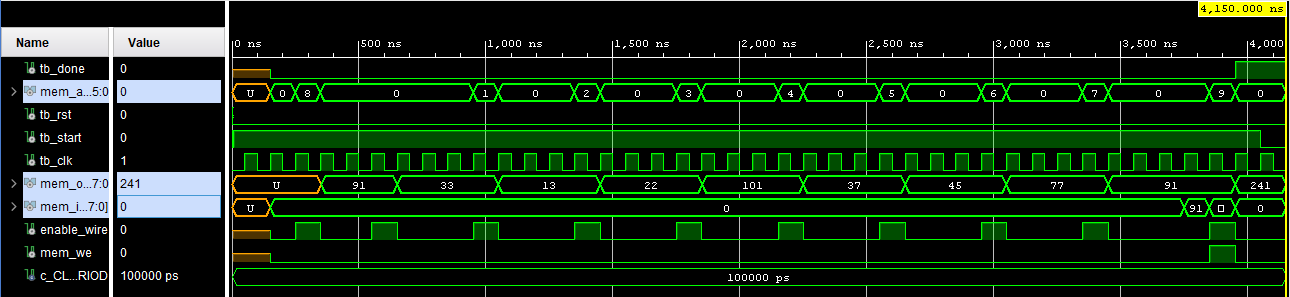 4,150.000 ns
Name Value
0 ns 500 ns 1,000 ns 1,500 ns 2,000 ns 2,500 ns 3,000 ns 3,500 ns 4,000
tb_done 0
mem_a...5:0 0 U 0 8 0 1 0 2 0 3 0 4 0 5 0 6 0 7 0 9 0
tb_rst 0
tb_start 0
tb_clk 1
mem_o...7:0 241 U 91 33 13 22 101 37 45 77 91 241
mem_i...7:0] 0 U 0 91 0
enable_wire 0
mem_we 0
c_CL...RIOD 100000 ps 100000 ps